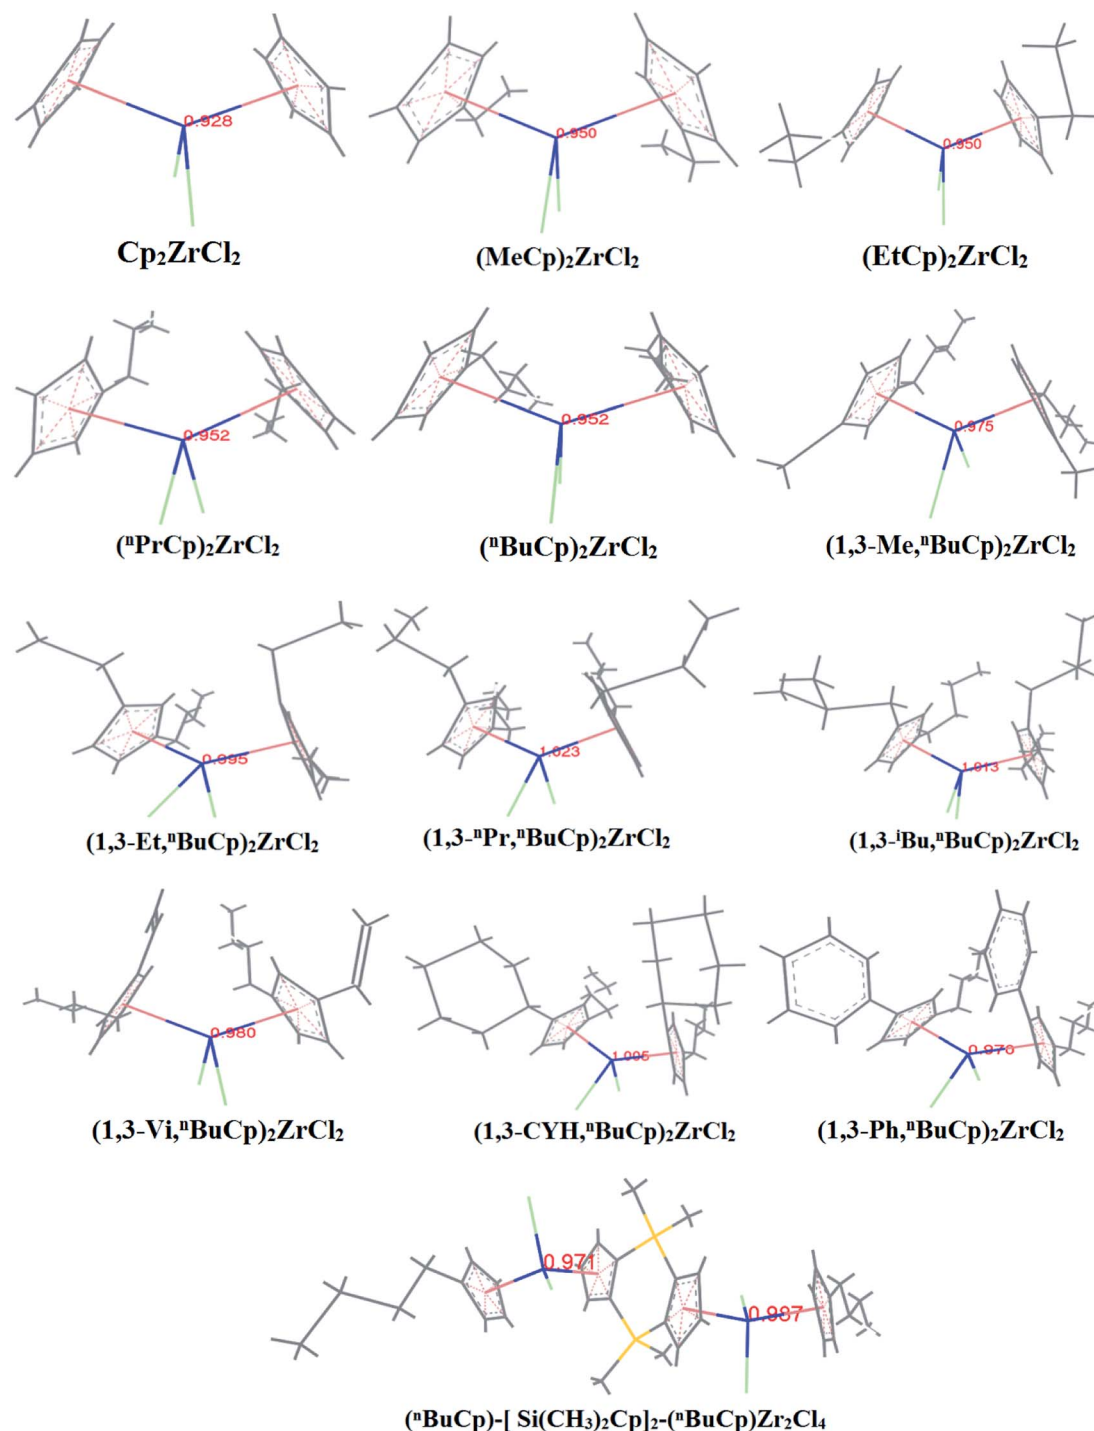 0.928
0.950
0.950
Cp₂ZrCl₂
(MeCp)₂ZrCl₂
(EtCp)₂ZrCl₂
0.952
0.952
0.975
(ⁿPrCp)₂ZrCl₂
(ⁿBuCp)₂ZrCl₂
(1,3-Me,ⁿBuCp)₂ZrCl₂
0.995
1.023
1.013
(1,3-Et,ⁿBuCp)₂ZrCl₂
(1,3-ⁿPr,ⁿBuCp)₂ZrCl₂
(1,3-ⁱBu,ⁿBuCp)₂ZrCl₂
0.980
1.005
0.970
(1,3-Vi,ⁿBuCp)₂ZrCl₂
(1,3-CYH,ⁿBuCp)₂ZrCl₂
(1,3-Ph,ⁿBuCp)₂ZrCl₂
0.971
0.987
(ⁿBuCp)-[ Si(CH₃)₂Cp]₂-(ⁿBuCp)Zr₂Cl₄